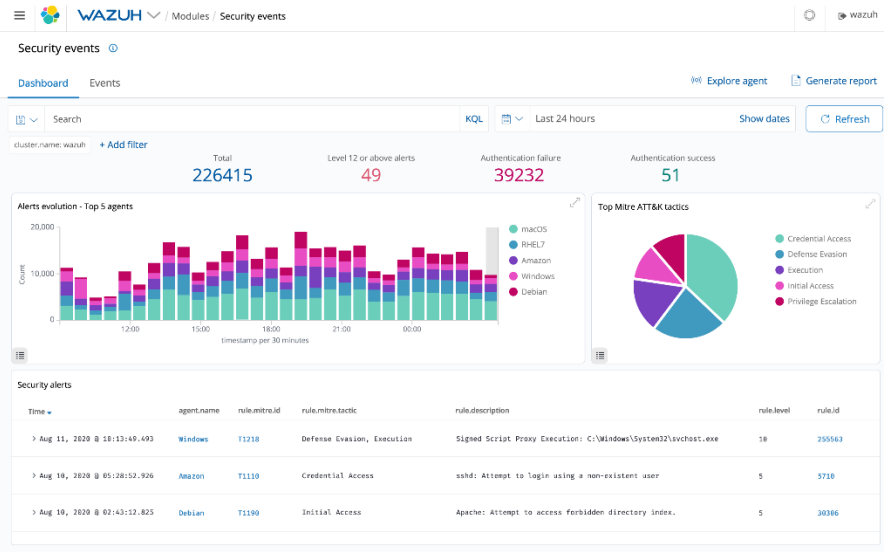 WAZUH / Modules / Security events
wazuh
Security events
Dashboard Events
Explore agent Generate report
Search KQL Last 24 hours Show dates Refresh
cluster.name: wazuh + Add filter
Total Level 12 or above alerts Authentication failure Authentication success
226415 49 39232 51
Alerts evolution - Top 5 agents
20,000
10,000
0
Count
12:00 15:00 18:00 21:00 00:00
timestamp per 30 minutes
macOS
RHEL7
Amazon
Windows
Debian
Top Mitre ATT&K tactics
Credential Access
Defense Evasion
Execution
Initial Access
Privilege Escalation
Security alerts
Time agent.name rule.mitre.id rule.mitre.tactic rule.description rule.level rule.id
> Aug 11, 2020 @ 10:13:49.493 Windows T1218 Defense Evasion, Execution Signed Script Proxy Execution: C:\Windows\System32\svchost.exe 10 255563
> Aug 10, 2020 @ 05:28:52.926 Amazon T1110 Credential Access sshd: Attempt to login using a non-existent user 5 5710
> Aug 10, 2020 @ 02:43:12.825 Debian T1190 Initial Access Apache: Attempt to access forbidden directory index. 5 30306